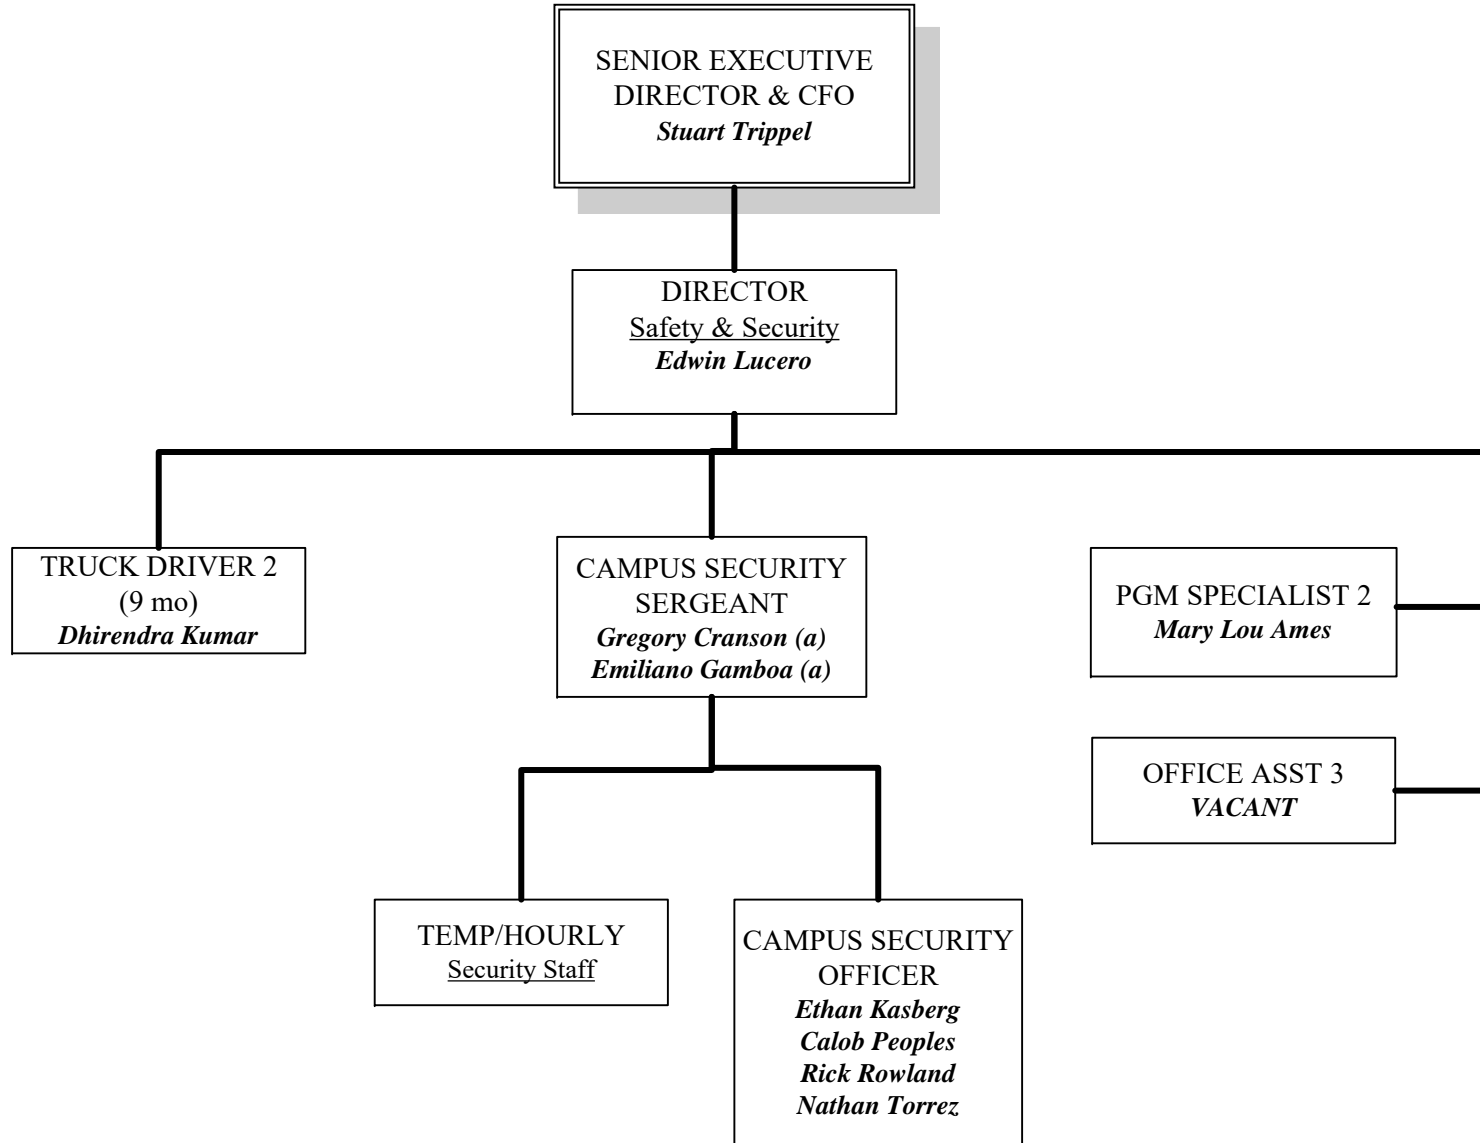 SENIOR EXECUTIVE
DIRECTOR & CFO
Stuart Trippel
DIRECTOR
Safety & Security
Edwin Lucero
TRUCK DRIVER 2
(9 mo)
Dhirendra Kumar
CAMPUS SECURITY
SERGEANT
Gregory Cranson (a)
Emiliano Gamboa (a)
PGM SPECIALIST 2
Mary Lou Ames
OFFICE ASST 3
VACANT
TEMP/HOURLY
Security Staff
CAMPUS SECURITY
OFFICER
Ethan Kasberg
Calob Peoples
Rick Rowland
Nathan Torrez